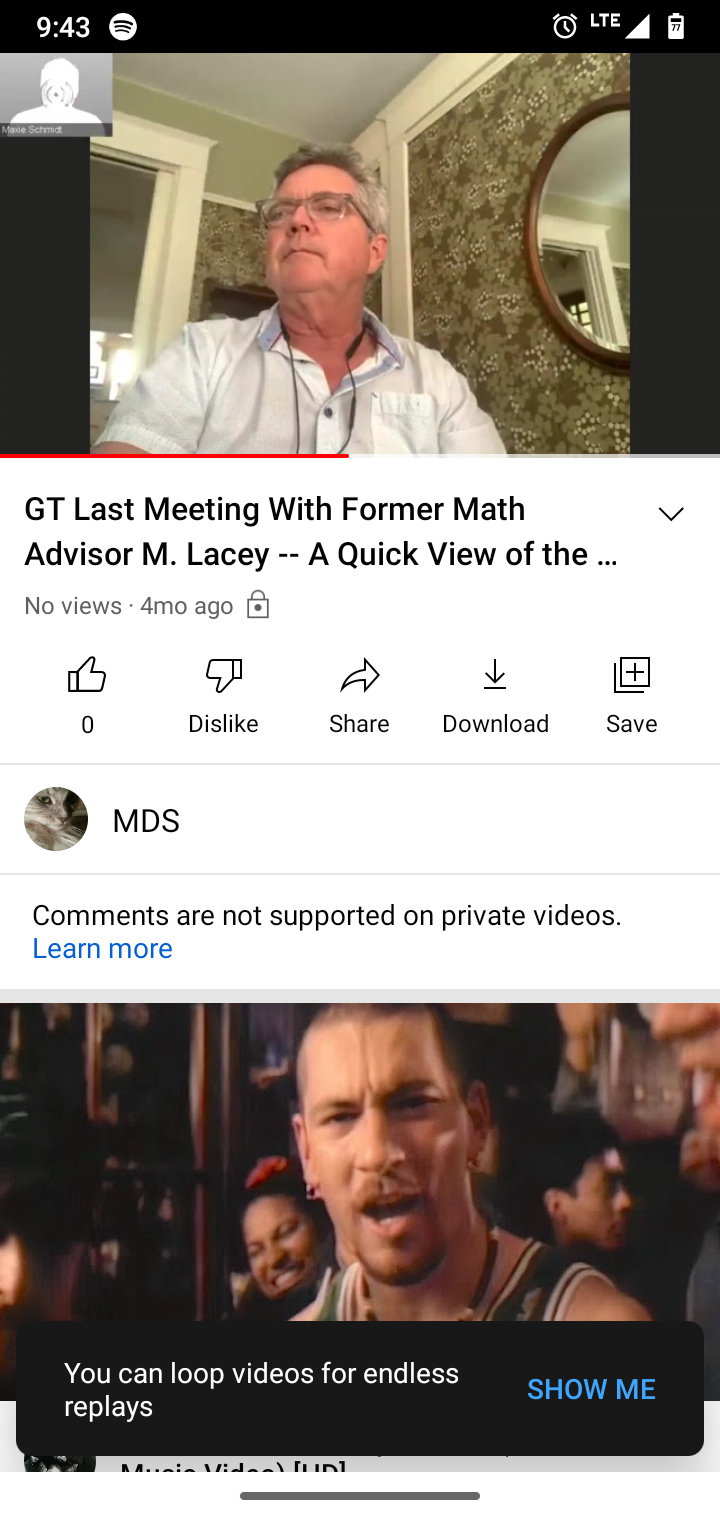 9:43
LTE
77
Maxie Schmidt
GT Last Meeting With Former Math
Advisor M. Lacey -- A Quick View of the ...
No views · 4mo ago
0
Dislike
Share
Download
Save
MDS
Comments are not supported on private videos.
Learn more
You can loop videos for endless
replays
SHOW ME
Music Video) [HD]